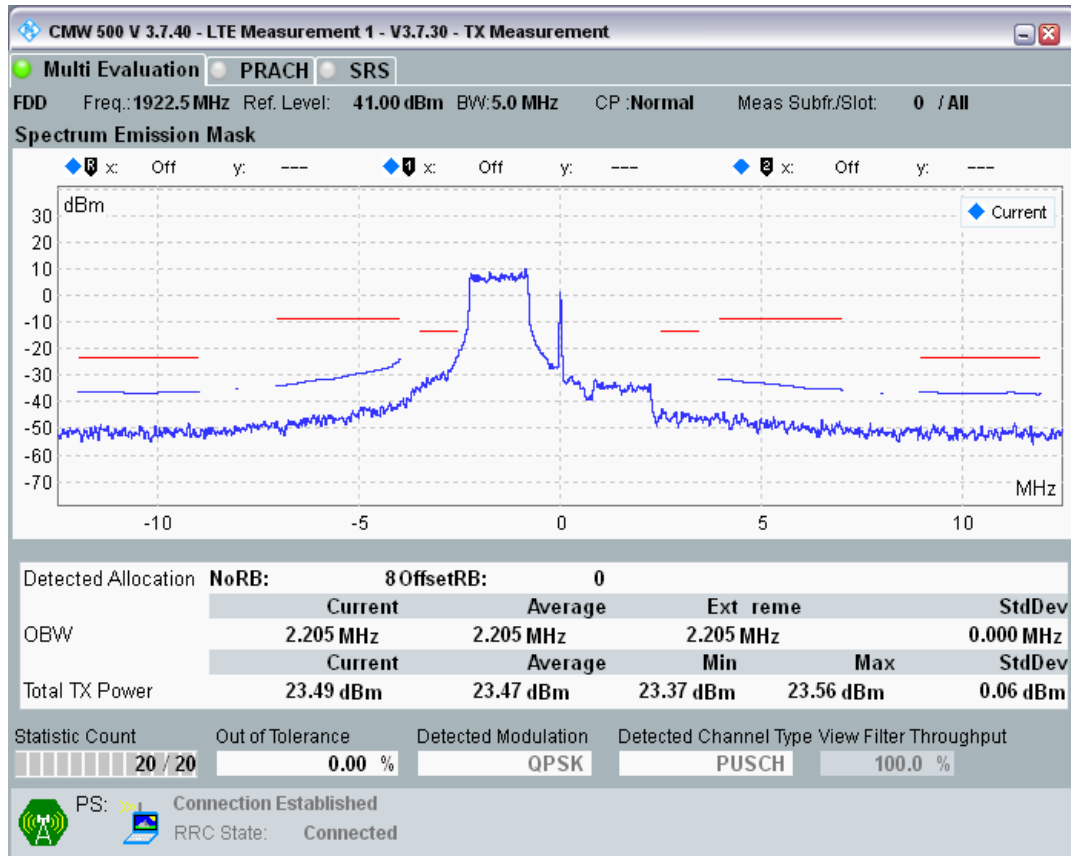 CMW 500 V 3.7.40 - LTE Measurement 1 - V3.7.30 - TX Measurement
Multi Evaluation PRACH SRS
FDD Freq.: 1922.5 MHz Ref. Level: 41.00 dBm BW: 5.0 MHz CP : Normal Meas Subfr./Slot: 0 / All
Spectrum Emission Mask
R x: Off y: --- 1 x: Off y: --- 2 x: Off y: ---
dBm
Current
30
20
10
0
-10
-20
-30
-40
-50
-60
-70
MHz
-10 -5 0 5 10
Detected Allocation NoRB: 8 OffsetRB: 0
Current Average Ext reme StdDev
OBW 2.205 MHz 2.205 MHz 2.205 MHz 0.000 MHz
Current Average Min Max StdDev
Total TX Power 23.49 dBm 23.47 dBm 23.37 dBm 23.56 dBm 0.06 dBm
Statistic Count Out of Tolerance Detected Modulation Detected Channel Type View Filter Throughput
20 / 20 0.00 % QPSK PUSCH 100.0 %
PS: Connection Established
RRC State: Connected